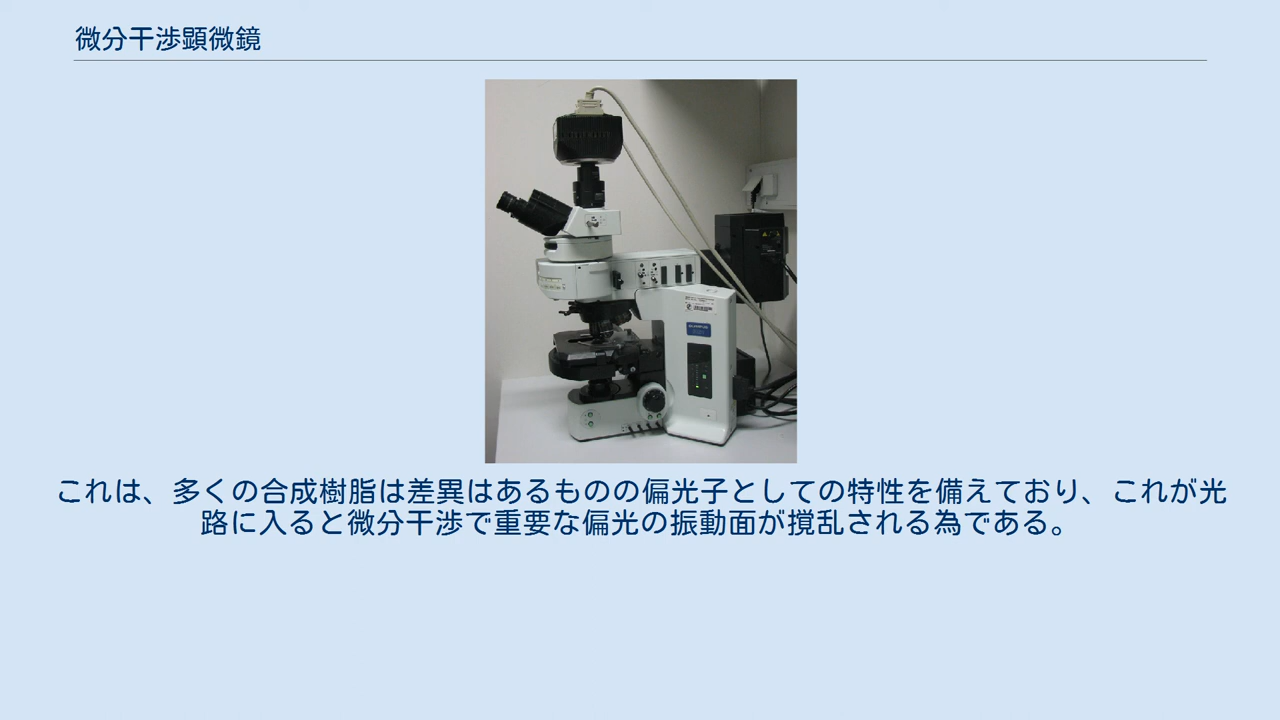 微分干渉顕微鏡
これは、多くの合成樹脂は差異はあるものの偏光子としての特性を備えており、これが光
路に入ると微分干渉で重要な偏光の振動面が撹乱される為である。
OLYMPUS